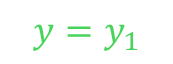 y = y₁